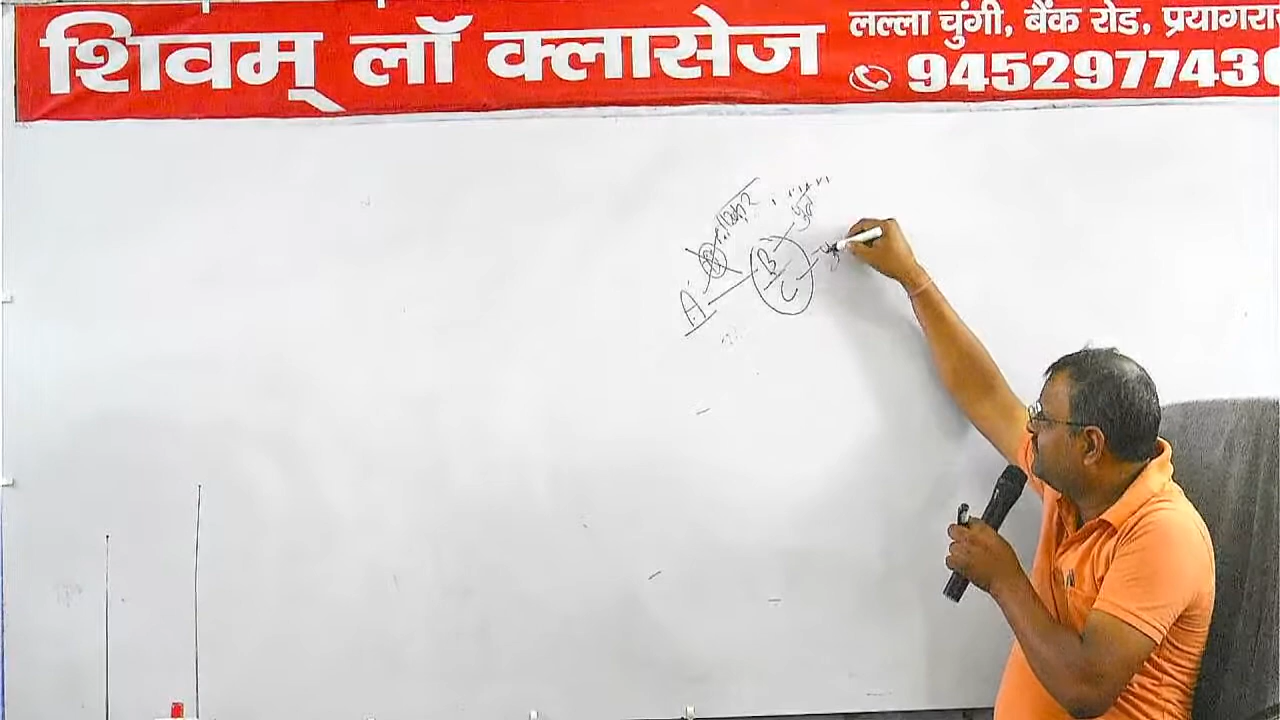 शिवम् लॉ क्लासेज
लल्ला चुंगी, बैंक रोड, प्रयागरा
945297743
A
B
C
पुत्र